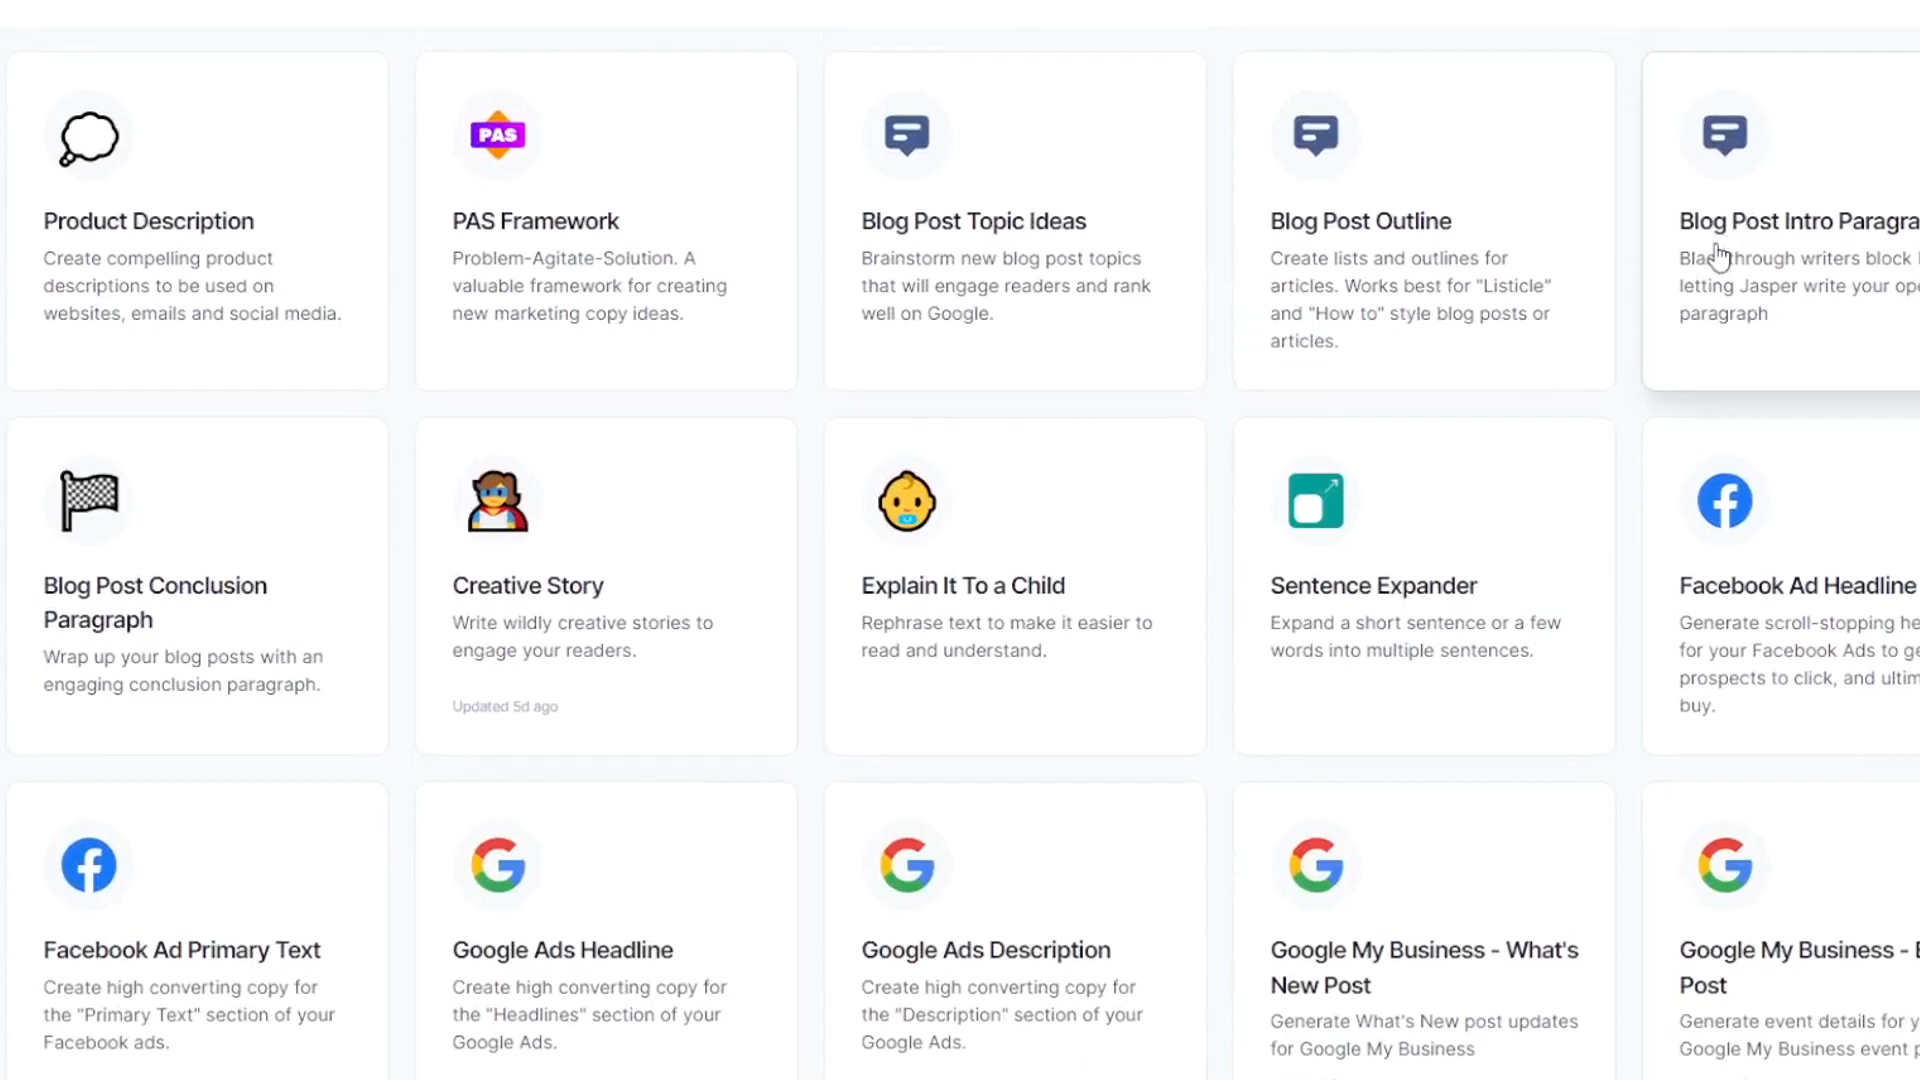 Product Description
Create compelling product
descriptions to be used on
websites, emails and social media.
PAS
PAS Framework
Problem-Agitate-Solution. A
valuable framework for creating
new marketing copy ideas.
Blog Post Topic Ideas
Brainstorm new blog post topics
that will engage readers and rank
well on Google.
Blog Post Outline
Create lists and outlines for
articles. Works best for "Listicle"
and "How to" style blog posts or
articles.
Blog Post Intro
through writers block
letting Jasper write your
paragraph
Blog Post Conclusion
Paragraph
Wrap up your blog posts with an
engaging conclusion paragraph.
Creative Story
Write wildly creative stories to
engage your readers.
Updated 5d ago
Explain It To a Child
Rephrase text to make it easier to
read and understand.
Sentence Expander
Expand a short sentence or a few
words into multiple sentences.
Facebook Ad Headline
Generate scroll-stopping
for your Facebook Ads to
prospects to click, and
buy.
Facebook Ad Primary Text
Create high converting copy for
the "Primary Text" section of your
Facebook ads.
Google Ads Headline
Create high converting copy for
the "Headlines" section of your
Google Ads.
Google Ads Description
Create high converting copy for
the "Description" section of your
Google Ads.
Google My Business - What's
New Post
Generate What's New post updates
for Google My Business
Google My Business -
Post
Generate event details for
Google My Business event